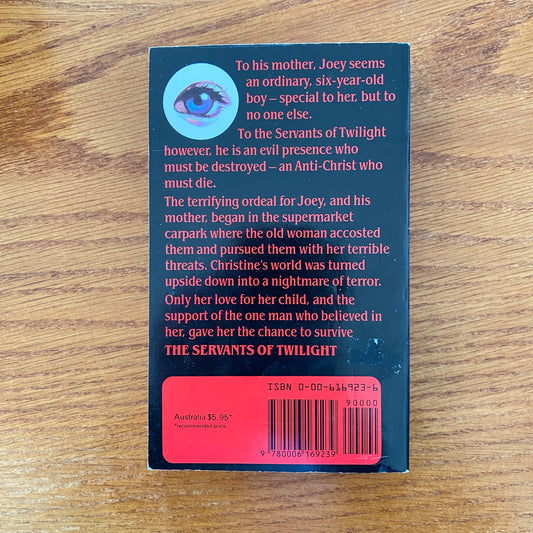 To his mother, Joey seems
an ordinary, six-year-old
boy – special to her, but to
no one else.
To the Servants of Twilight
however, he is an evil presence who
must be destroyed – an Anti-Christ who
must die.
The terrifying ordeal for Joey, and his
mother, began in the supermarket
carpark where the old woman accosted
them and pursued them with her terrible
threats. Christine's world was turned
upside down into a nightmare of terror.
Only her love for her child, and the
support of the one man who believed in
her, gave her the chance to survive
THE SERVANTS OF TWILIGHT
ISBN 0-00-616923-6
90000
Australia $5.95*
*recommended price
9 780006 169239